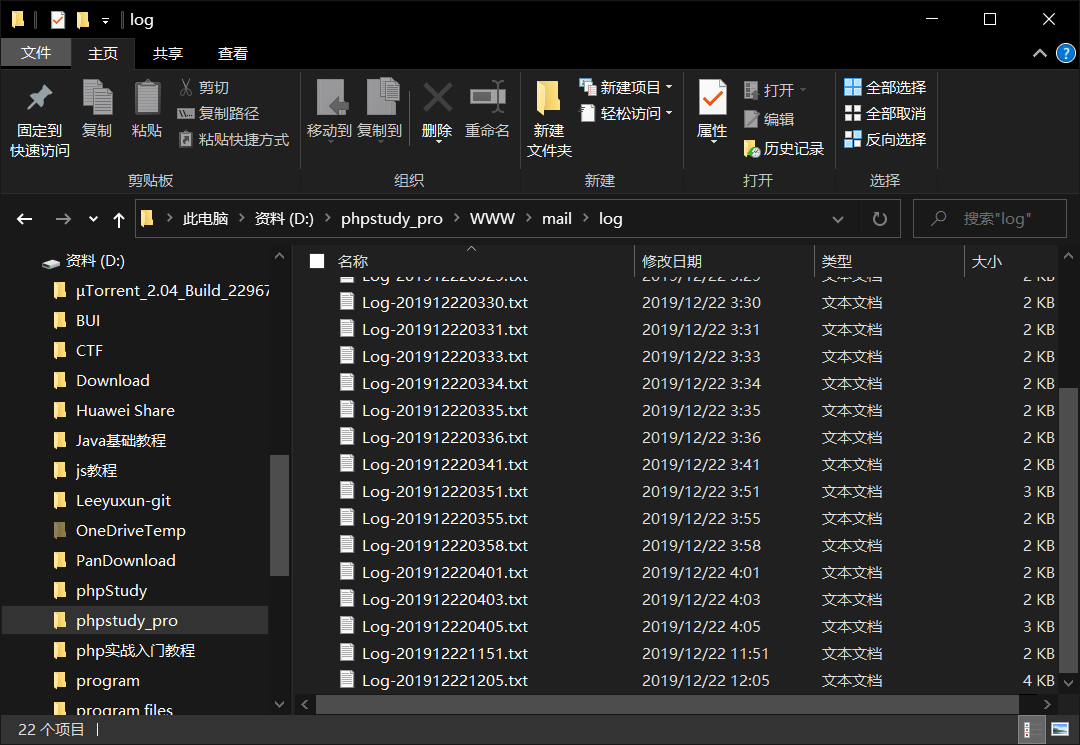 log
文件 主页 共享 查看
固定到快速访问
复制
粘贴
剪切
复制路径
粘贴快捷方式
剪贴板
移动到
复制到
删除
重命名
组织
新建文件夹
新建项目
轻松访问
新建
属性
打开
编辑
历史记录
打开
全部选择
全部取消
反向选择
选择
此电脑 资料 (D:) phpstudy_pro WWW mail log
搜索"log"
资料 (D:)
µTorrent_2.04_Build_22967
BUI
CTF
Download
Huawei Share
Java基础教程
js教程
Leeyuxun-git
OneDriveTemp
PanDownload
phpStudy
phpstudy_pro
php实战入门教程
program
program files
名称 修改日期 类型 大小
Log-201912220329.txt 2019/12/22 3:29 文本文档 2 KB
Log-201912220330.txt 2019/12/22 3:30 文本文档 2 KB
Log-201912220331.txt 2019/12/22 3:31 文本文档 2 KB
Log-201912220333.txt 2019/12/22 3:33 文本文档 2 KB
Log-201912220334.txt 2019/12/22 3:34 文本文档 2 KB
Log-201912220335.txt 2019/12/22 3:35 文本文档 2 KB
Log-201912220336.txt 2019/12/22 3:36 文本文档 2 KB
Log-201912220341.txt 2019/12/22 3:41 文本文档 2 KB
Log-201912220351.txt 2019/12/22 3:51 文本文档 3 KB
Log-201912220355.txt 2019/12/22 3:55 文本文档 2 KB
Log-201912220358.txt 2019/12/22 3:58 文本文档 2 KB
Log-201912220401.txt 2019/12/22 4:01 文本文档 2 KB
Log-201912220403.txt 2019/12/22 4:03 文本文档 2 KB
Log-201912220405.txt 2019/12/22 4:05 文本文档 3 KB
Log-201912221151.txt 2019/12/22 11:51 文本文档 2 KB
Log-201912221205.txt 2019/12/22 12:05 文本文档 4 KB
22 个项目